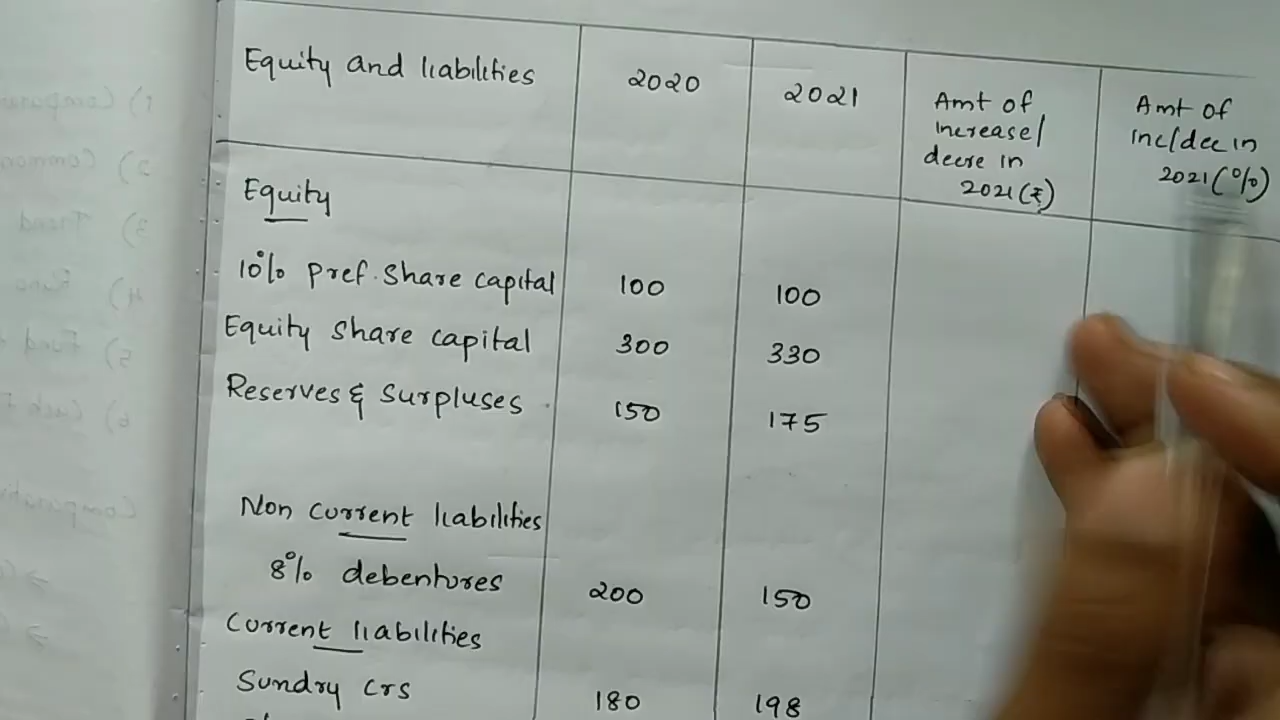 Equity and liabilities 2020 2021 Amt of Increase/ decre in 2021 (₹) Amt of inc/dec in 2021 (%)
Equity
10% pref. share capital 100 100
Equity share capital 300 330
Reserves & Surpluses 150 175
Non current liabilities
8% debentures 200 150
Current liabilities
Sundry crs 180 198